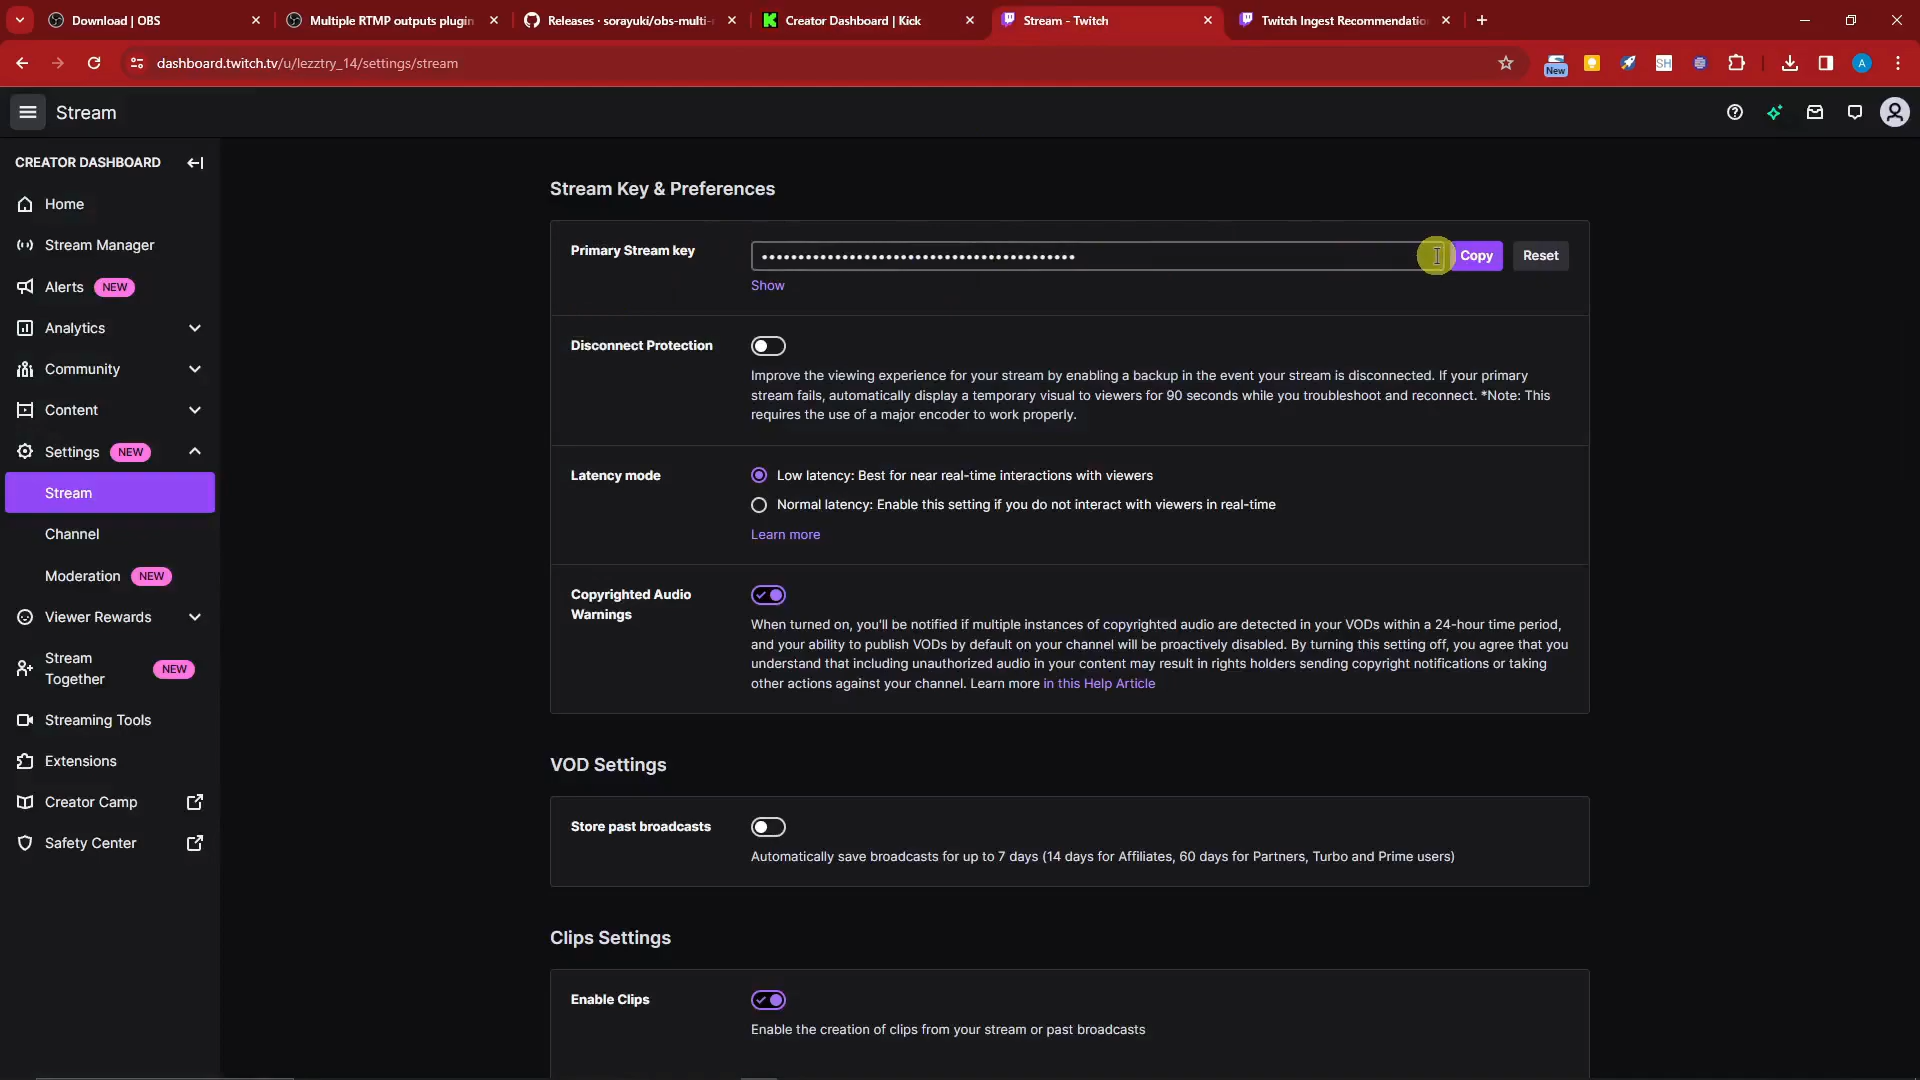 Download | OBS
Multiple RTMP outputs plugin
Releases · sorayuki/obs-multi-r
Creator Dashboard | Kick
Stream - Twitch
Twitch Ingest Recommendation
dashboard.twitch.tv/u/lezztry_14/settings/stream
SH
New
A
Stream
CREATOR DASHBOARD
Home
Stream Manager
Alerts NEW
Analytics
Community
Content
Settings NEW
Stream
Channel
Moderation NEW
Viewer Rewards
Stream
Together NEW
Streaming Tools
Extensions
Creator Camp
Safety Center
Stream Key & Preferences
Primary Stream key
Copy
Reset
Show
Disconnect Protection
Improve the viewing experience for your stream by enabling a backup in the event your stream is disconnected. If your primary
stream fails, automatically display a temporary visual to viewers for 90 seconds while you troubleshoot and reconnect. *Note: This
requires the use of a major encoder to work properly.
Latency mode
Low latency: Best for near real-time interactions with viewers
Normal latency: Enable this setting if you do not interact with viewers in real-time
Learn more
Copyrighted Audio
Warnings
When turned on, you'll be notified if multiple instances of copyrighted audio are detected in your VODs within a 24-hour time period,
and your ability to publish VODs by default on your channel will be proactively disabled. By turning this setting off, you agree that you
understand that including unauthorized audio in your content may result in rights holders sending copyright notifications or taking
other actions against your channel. Learn more in this Help Article
VOD Settings
Store past broadcasts
Automatically save broadcasts for up to 7 days (14 days for Affiliates, 60 days for Partners, Turbo and Prime users)
Clips Settings
Enable Clips
Enable the creation of clips from your stream or past broadcasts